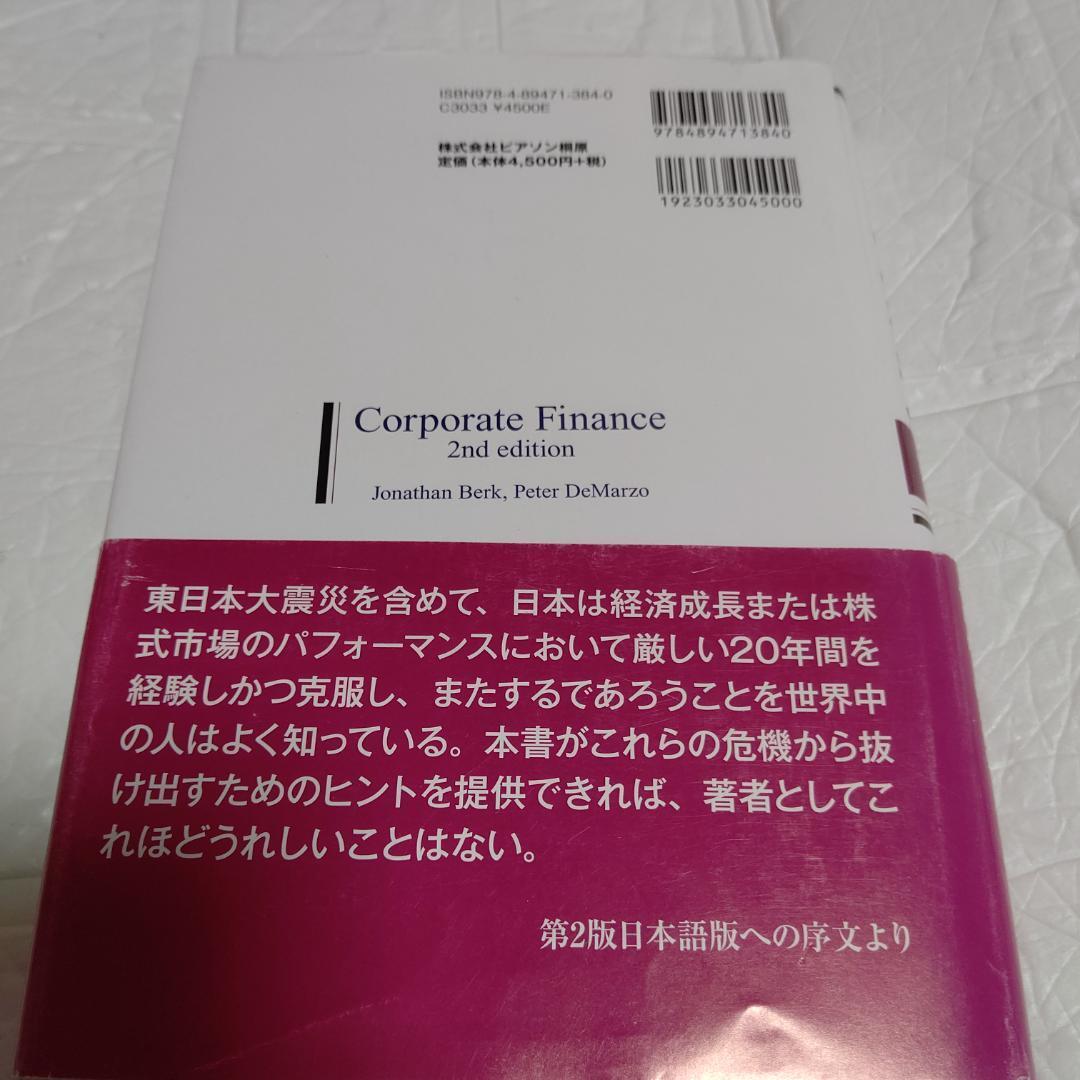 ISBN978-4-89471-384-0
C3033 ¥4500E
株式会社ピアソン桐原
定価(本体4,500円+税)
9784894713840
1923033045000
Corporate Finance
2nd edition
Jonathan Berk, Peter DeMarzo
東日本大震災を含めて、日本は経済成長または株
式市場のパフォーマンスにおいて厳しい20年間を
経験しかつ克服し、またするであろうことを世界中
の人はよく知っている。本書がこれらの危機から抜
け出すためのヒントを提供できれば、著者としてこ
れほどうれしいことはない。
第2版日本語版への序文より